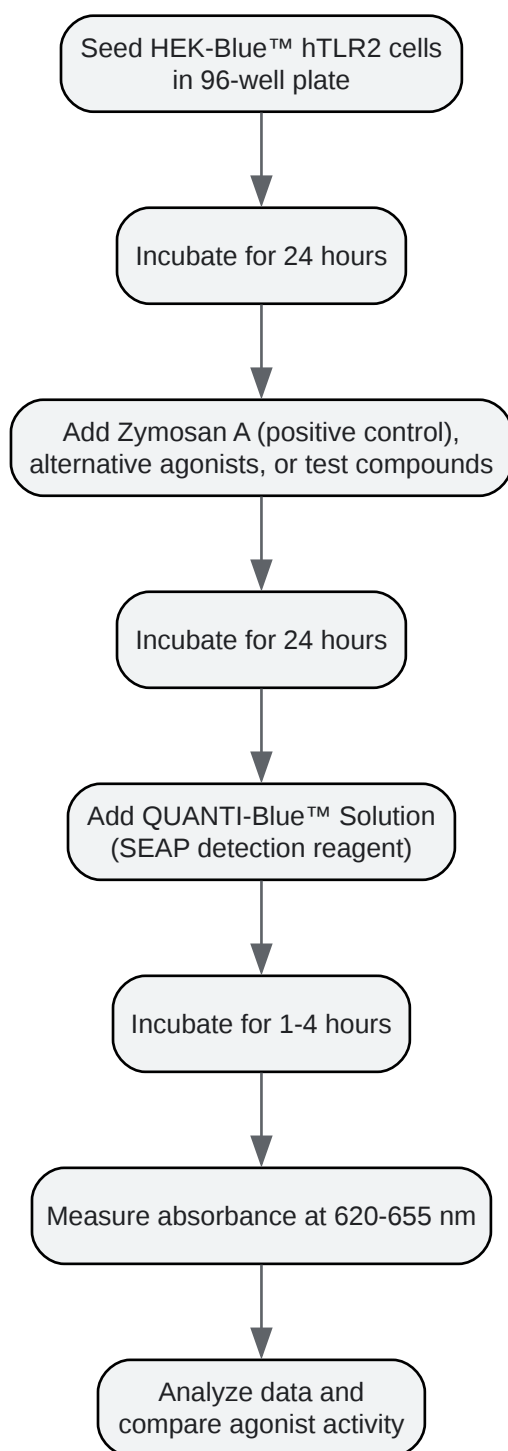 Seed HEK-Blue™ hTLR2 cells
in 96-well plate
Incubate for 24 hours
Add Zymosan A (positive control),
alternative agonists, or test compounds
Incubate for 24 hours
Add QUANTI-Blue™ Solution
(SEAP detection reagent)
Incubate for 1-4 hours
Measure absorbance at 620-655 nm
Analyze data and
compare agonist activity